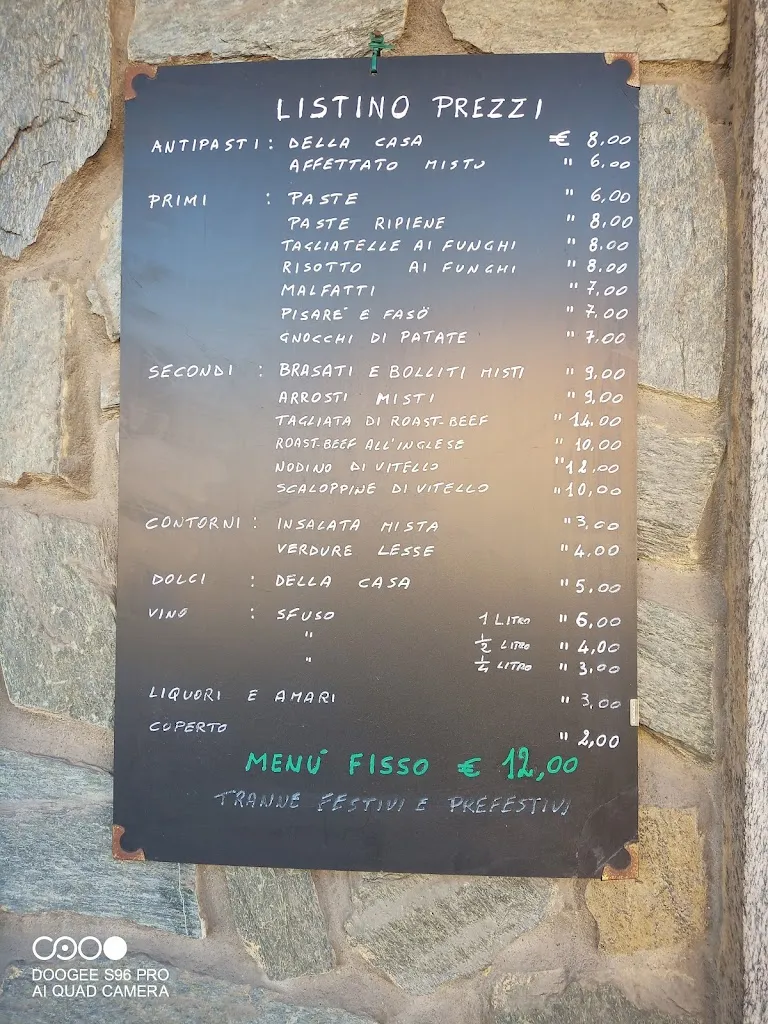 LISTINO PREZZI
ANTIPASTI: DELLA CASA € 8,00
AFFETTATO MISTO " 6,00
PRIMI : PASTE " 6,00
PASTE RIPIENE " 8,00
TAGLIATELLE AI FUNGHI " 8,00
RISOTTO AI FUNGHI " 8,00
MALFATTI " 7,00
PISARE' E FASÖ " 7,00
GNOCCHI DI PATATE " 7,00
SECONDI : BRASATI E BOLLITI MISTI " 9,00
ARROSTI MISTI " 9,00
TAGLIATA DI ROAST-BEEF " 14,00
ROAST-BEEF ALL'INGLESE " 10,00
NODINO DI VITELLO " 12,00
SCALOPPINE DI VITELLO " 10,00
CONTORNI : INSALATA MISTA " 3,00
VERDURE LESSE " 4,00
DOLCI : DELLA CASA " 5,00
VINO : SFUSO 1 LITRO " 6,00
" 1/2 LITRO " 4,00
" 1/4 LITRO " 3,00
LIQUORI E AMARI " 3,00
COPERTO " 2,00
MENÚ FISSO € 12,00
TRANNE FESTIVI E PREFESTIVI
DOOGEE S96 PRO
AI QUAD CAMERA